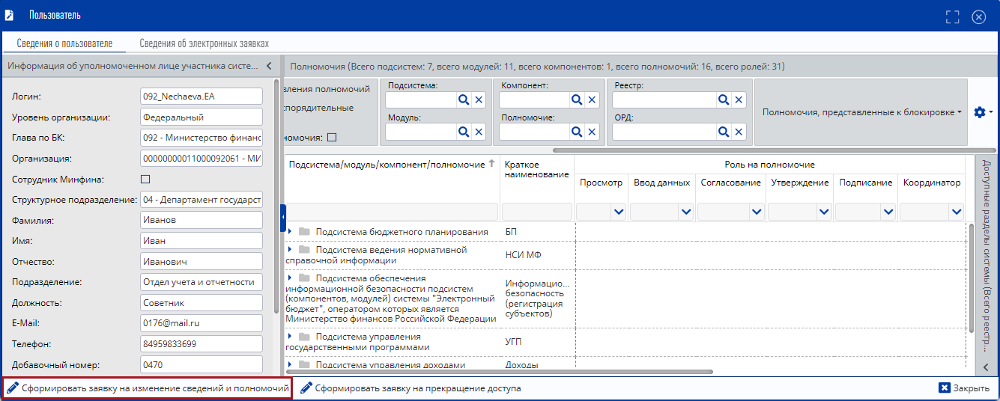 Пользователь
Сведения о пользователе
Сведения об электронных заявках
Информация об уполномоченном лице участника систе...
Логин:
092_Nechaeva.EA
Уровень организации:
Федеральный
Глава по БК:
092 - Министерство финанс
Организация:
00000000011000092061 - МИ
Сотрудник Минфина:
Структурное подразделение:
04 - Департамент государст
Фамилия:
Иванов
Имя:
Иван
Отчество:
Иванович
Подразделение:
Отдел учета и отчетности
Должность:
Советник
E-Mail:
0176@mail.ru
Телефон:
84959833699
Добавочный номер:
0470
Полномочия (Всего подсистем: 7, всего модулей: 11, всего компонентов: 1, всего полномочий: 16, всего ролей: 31)
вления полномочий
спорядительные
номочия:
Подсистема:
Модуль:
Компонент:
Полномочие:
Реестр:
ОРД:
Полномочия, представленные к блокировке
Подсистема/модуль/компонент/полномочие
Краткое
наименование
Роль на полномочие
Просмотр
Ввод данных
Согласование
Утверждение
Подписание
Координатор
Подсистема бюджетного планирования
БП
Подсистема ведения нормативной
справочной информации
НСИ МФ
Подсистема обеспечения
информационной безопасности подсистем
(компонентов, модулей) системы "Электронный
бюджет", оператором которых является
Министерство финансов Российской Федерации
Информацио...
безопасность
(регистрация
субъектов)
Подсистема управления
государственными программами
УГП
Подсистема управления доходами
Доходы
Доступные разделы системы (Всего реестр...
Сформировать заявку на изменение сведений и полномочий
Сформировать заявку на прекращение доступа
Закрыть